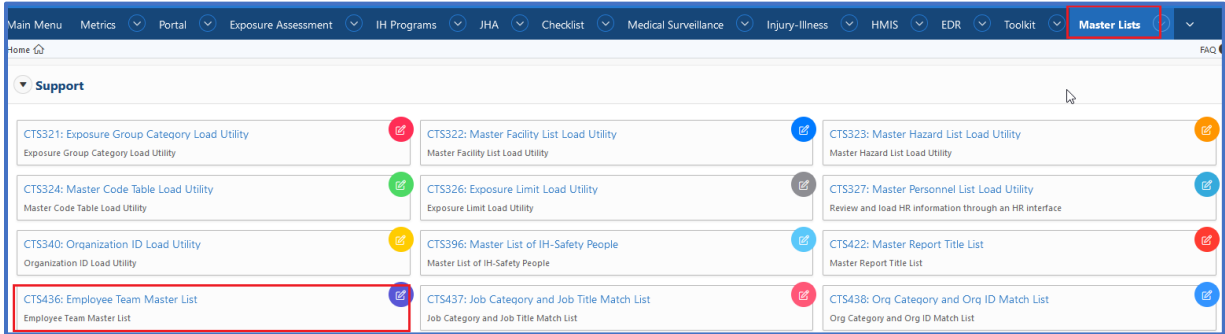 Main Menu Metrics Portal Exposure Assessment IH Programs JHA Checklist Medical Surveillance Injury-Illness HMIS EDR Toolkit Master Lists
Home FAQ
Support
CTS321: Exposure Group Category Load Utility
Exposure Group Category Load Utility
CTS322: Master Facility List Load Utility
Master Facility List Load Utility
CTS323: Master Hazard List Load Utility
Master Hazard List Load Utility
CTS324: Master Code Table Load Utility
Master Code Table Load Utility
CTS326: Exposure Limit Load Utility
Exposure Limit Load Utility
CTS327: Master Personnel List Load Utility
Review and load HR information through an HR interface
CTS340: Organization ID Load Utility
Organization ID Load Utility
CTS396: Master List of IH-Safety People
Master List of IH-Safety People
CTS422: Master Report Title List
Master Report Title List
CTS436: Employee Team Master List
Employee Team Master List
CTS437: Job Category and Job Title Match List
Job Category and Job Title Match List
CTS438: Org Category and Org ID Match List
Org Category and Org ID Match List